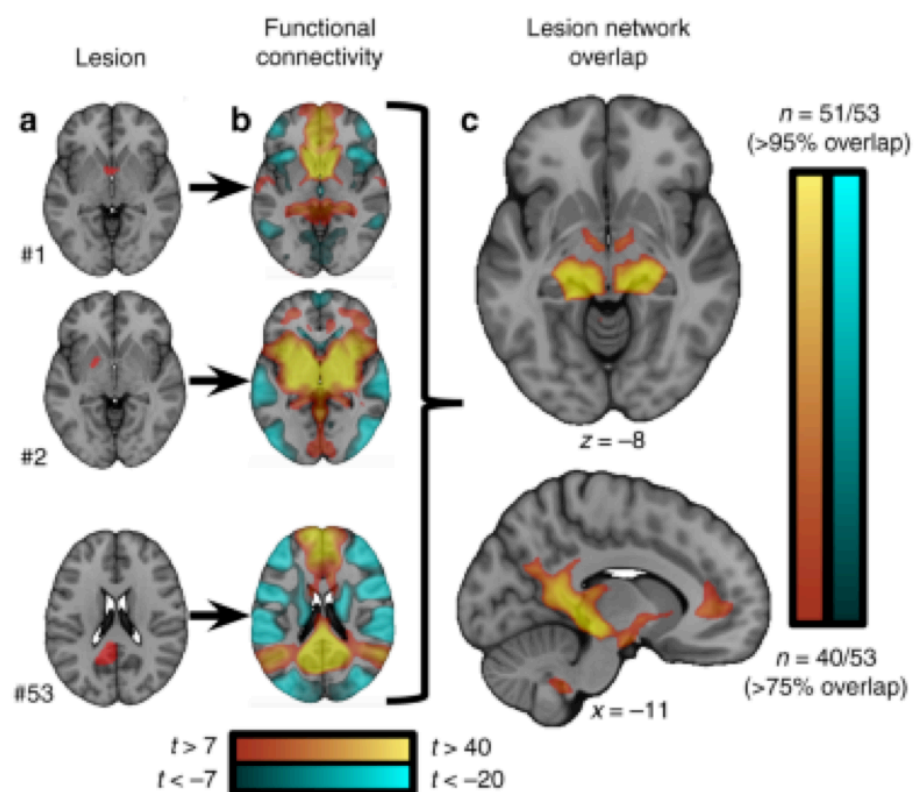 Lesion
Functional
connectivity
Lesion network
overlap
a
b
c
n = 51/53
(>95% overlap)
#1
#2
z = −8
#53
x = −11
n = 40/53
(>75% overlap)
t > 7
t > 40
t < −7
t < −20